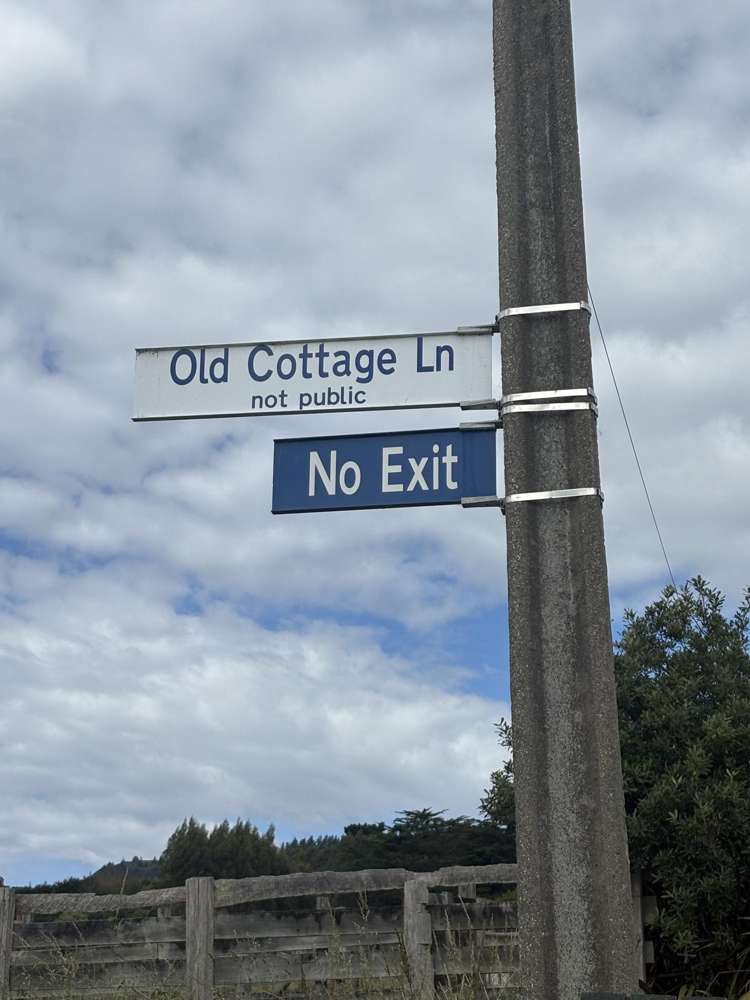 Old Cottage Ln
not public
No Exit